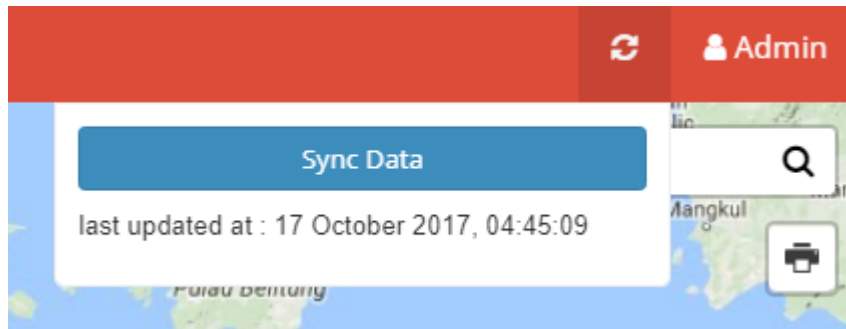 Admin
Sync Data
last updated at : 17 October 2017, 04:45:09
Mangkul
Pulau Belitung